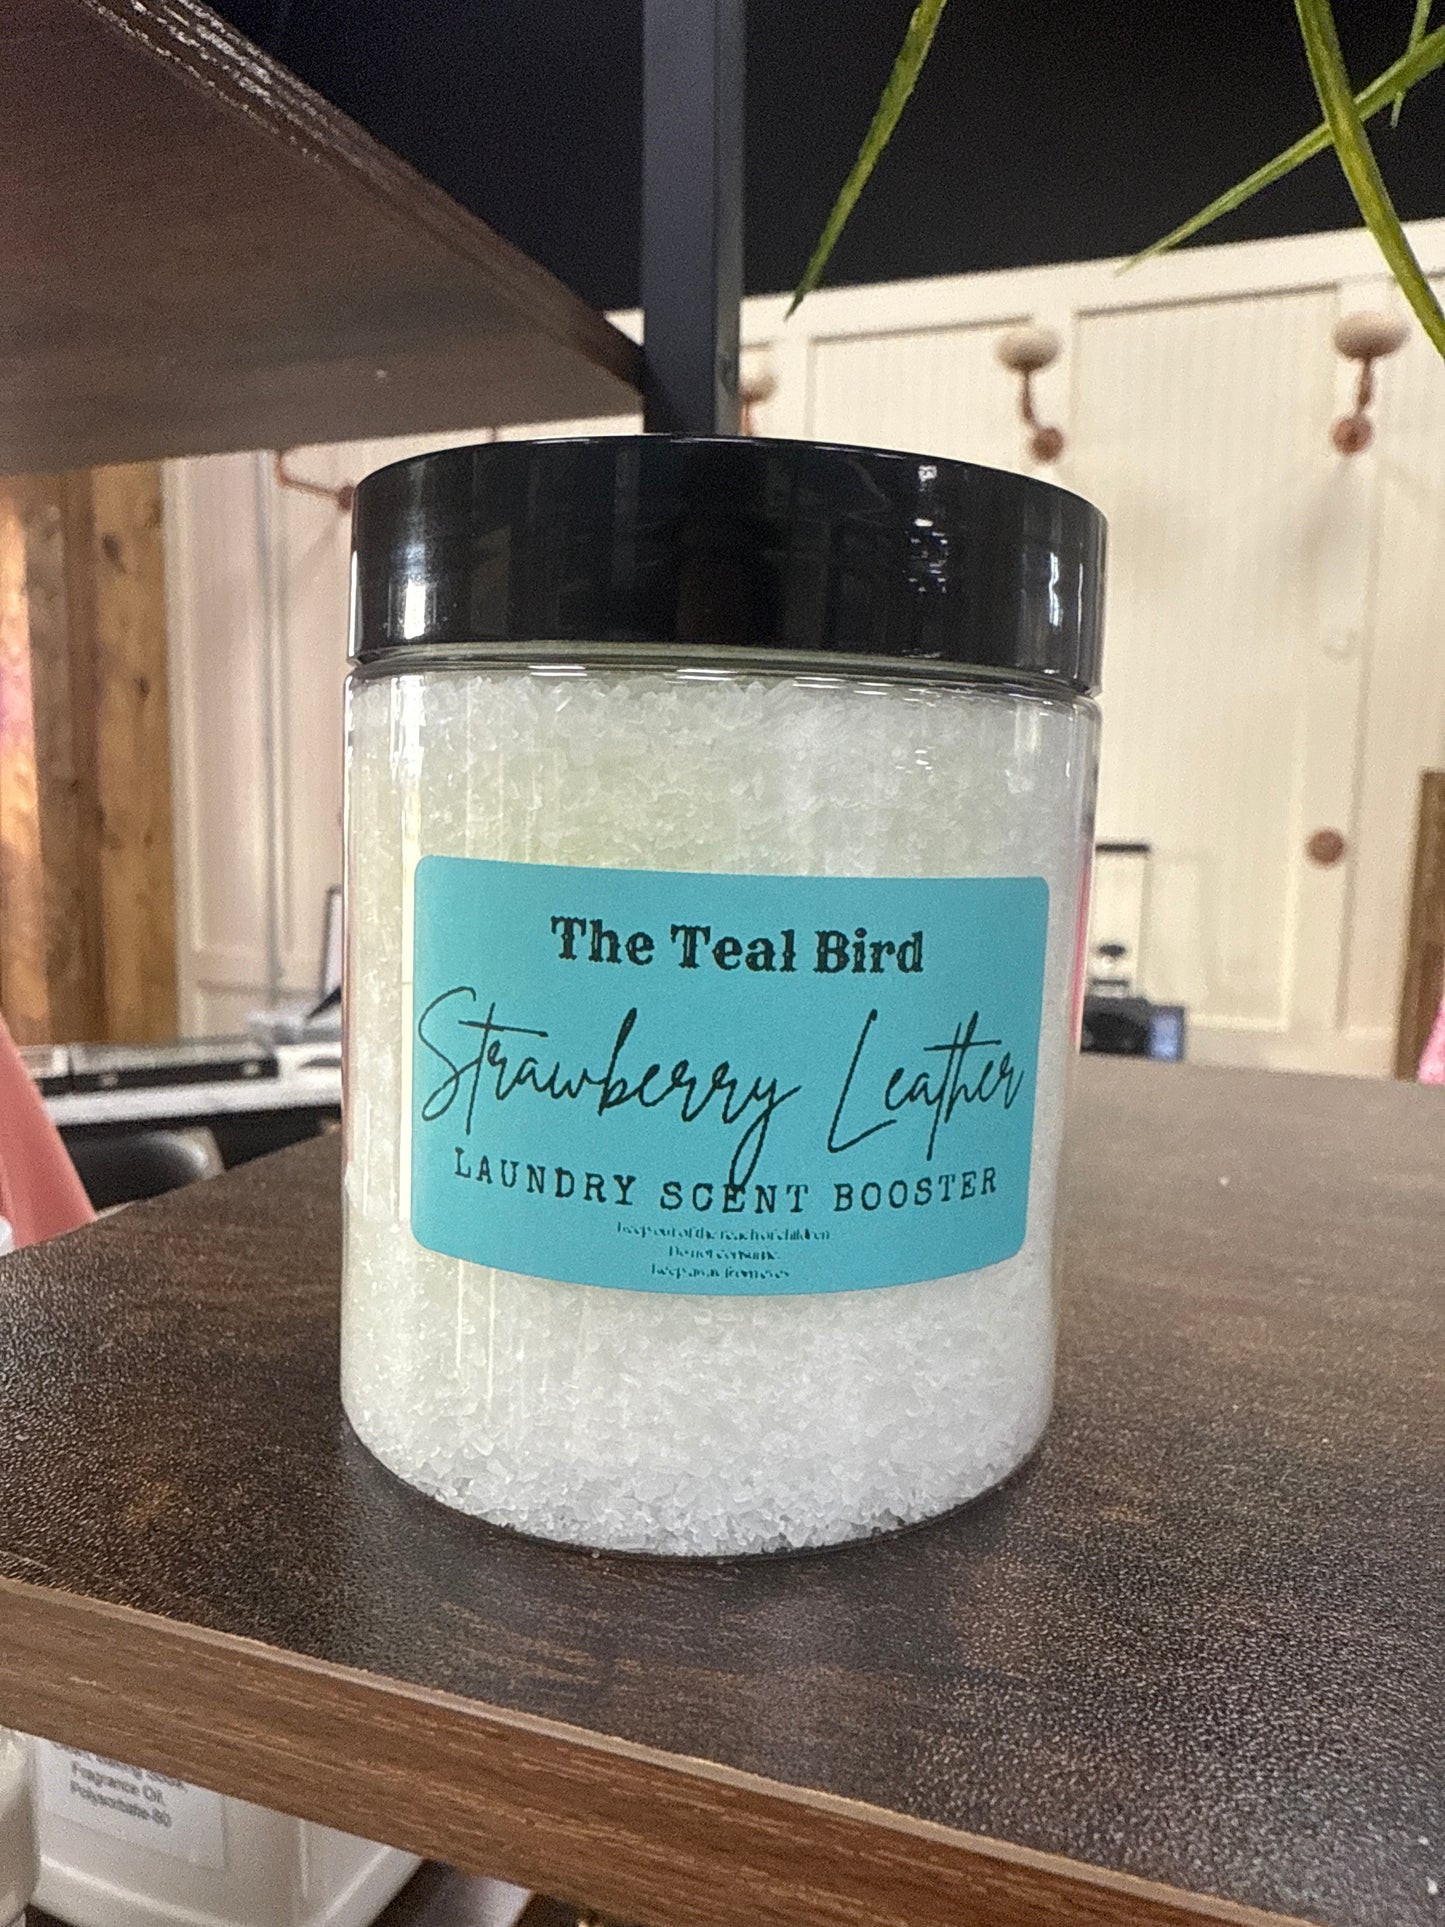 The Teal Bird
Strawberry Leather
LAUNDRY SCENT BOOSTER
keep out of the reach of children
Do not consume.
keep away from eyes
Fragrance Oil,
Polysorbate-80